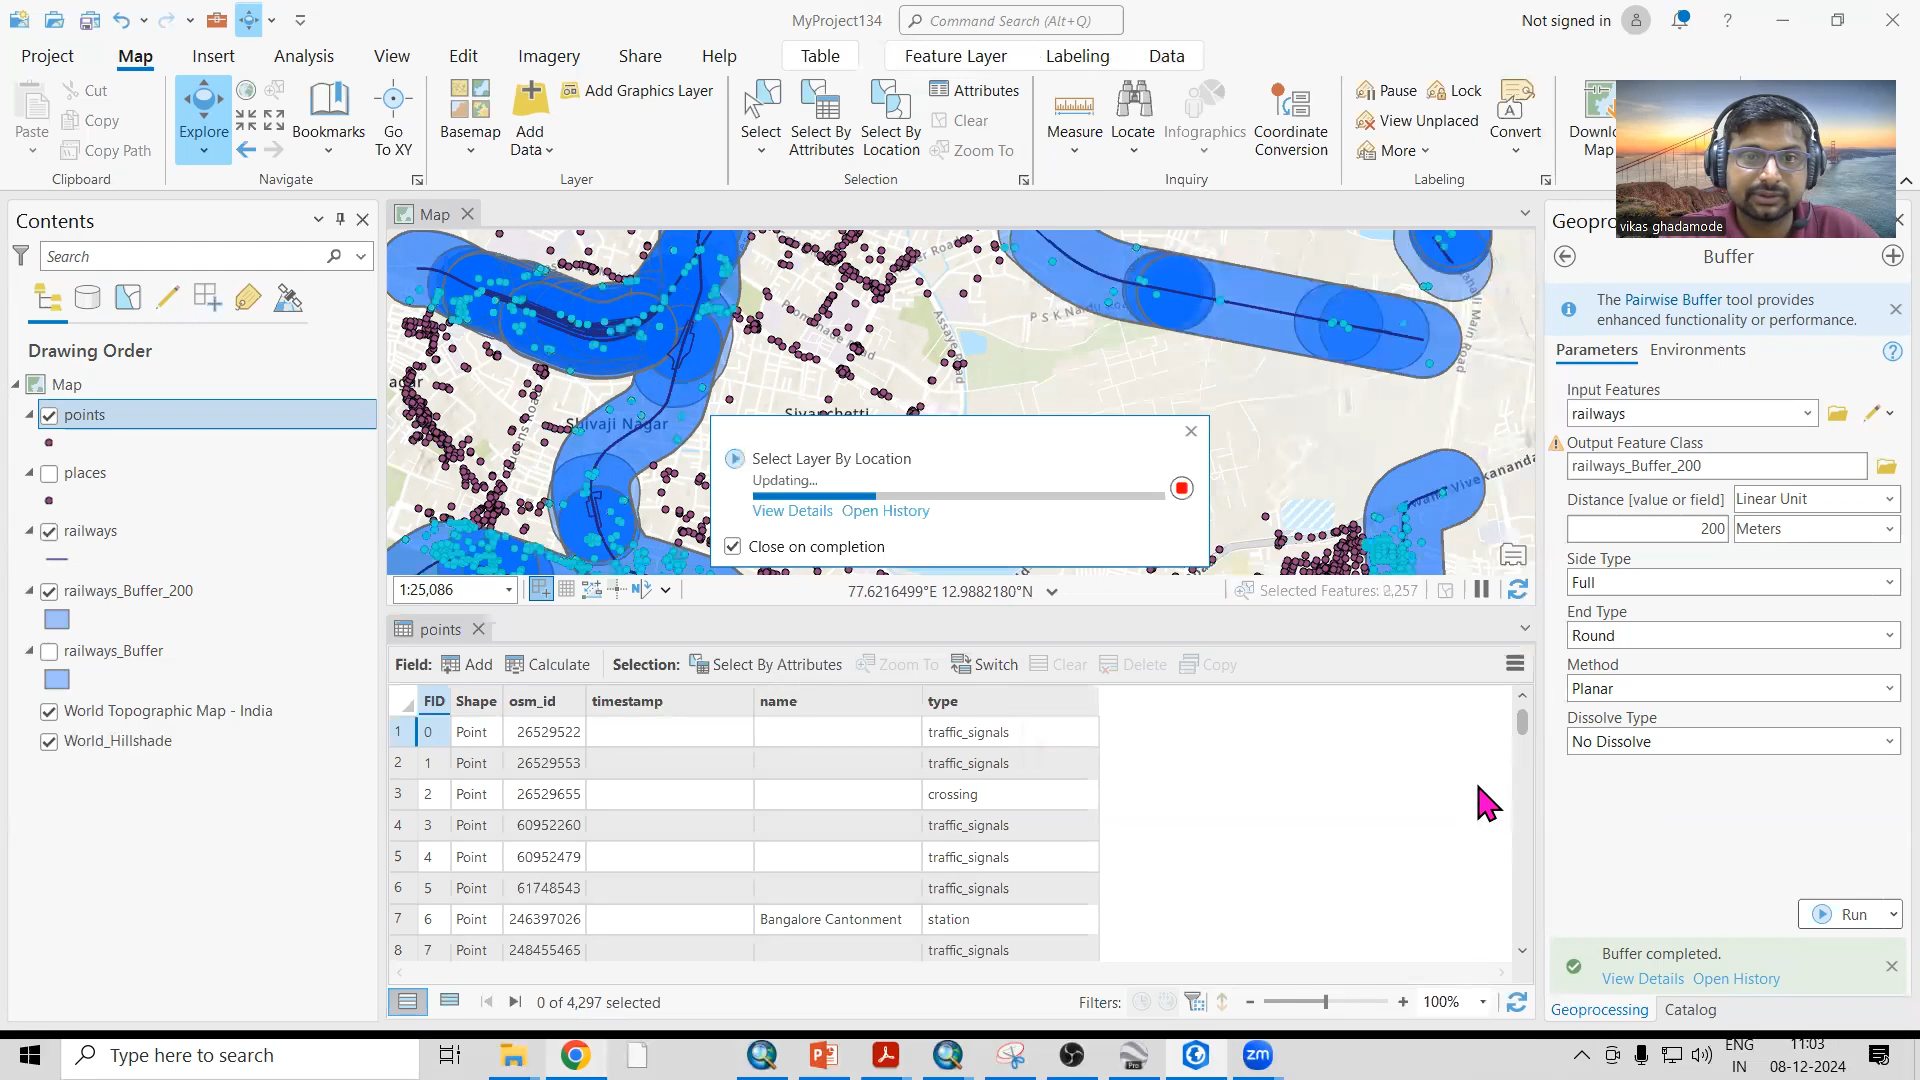 MyProject134
Command Search (Alt+Q)
Not signed in
?
Project
Map
Insert
Analysis
View
Edit
Imagery
Share
Help
Table
Feature Layer
Labeling
Data
Paste
Cut
Copy
Copy Path
Clipboard
Explore
Bookmarks
Go
To XY
Navigate
Basemap
Add
Data
Add Graphics Layer
Layer
Select
Select By
Attributes
Select By
Location
Attributes
Clear
Zoom To
Selection
Measure
Locate
Infographics
Coordinate
Conversion
Inquiry
Pause
Lock
View Unplaced
More
Convert
Labeling
Map
vikas ghadamode
Contents
Search
Drawing Order
Map
points
places
railways
railways_Buffer_200
railways_Buffer
World Topographic Map - India
World_Hillshade
Map
Promenade Road
Assaye Road
P S K Naidu
Main Road
Shivaji Nagar
Select Layer By Location
Updating...
View Details
Open History
Close on completion
1:25,086
77.6216499°E 12.9882180°N
Selected Features: 2,257
points
Field:
Add
Calculate
Selection:
Select By Attributes
Zoom To
Switch
Clear
Delete
Copy
FID Shape osm_id timestamp name type
1 0 Point 26529522 traffic_signals
2 1 Point 26529553 traffic_signals
3 2 Point 26529655 crossing
4 3 Point 60952260 traffic_signals
5 4 Point 60952479 traffic_signals
6 5 Point 61748543 traffic_signals
7 6 Point 246397026 Bangalore Cantonment station
8 7 Point 248455465 traffic_signals
0 of 4,297 selected
Filters:
100%
Buffer
The Pairwise Buffer tool provides
enhanced functionality or performance.
Parameters
Environments
Input Features
railways
Output Feature Class
railways_Buffer_200
Distance [value or field]
Linear Unit
200
Meters
Side Type
Full
End Type
Round
Method
Planar
Dissolve Type
No Dissolve
Run
Buffer completed.
View Details
Open History
Geoprocessing
Catalog
Type here to search
Pro
zm
ENG
IN
11:03
08-12-2024